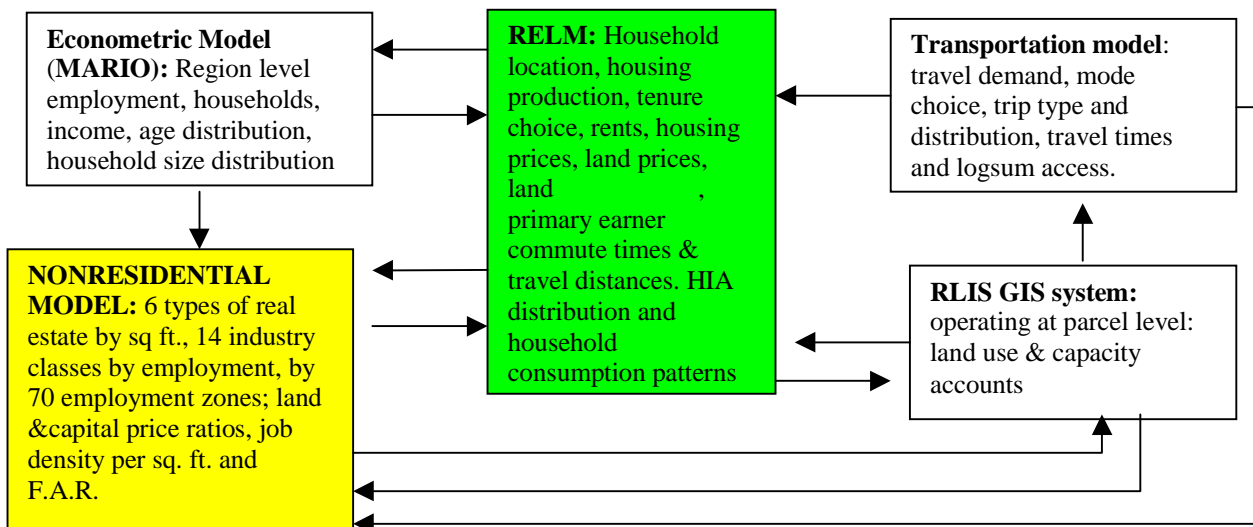 Econometric Model
(MARIO): Region level
employment, households,
income, age distribution,
household size distribution
RELM: Household
location, housing
production, tenure
choice, rents, housing
prices, land prices,
land ,
primary earner
commute times &
travel distances. HIA
distribution and
household
consumption patterns
Transportation model:
travel demand, mode
choice, trip type and
distribution, travel times
and logsum access.
NONRESIDENTIAL
MODEL: 6 types of real
estate by sq ft., 14 industry
classes by employment, by
70 employment zones; land
&capital price ratios, job
density per sq. ft. and
F.A.R.
RLIS GIS system:
operating at parcel level:
land use & capacity
accounts